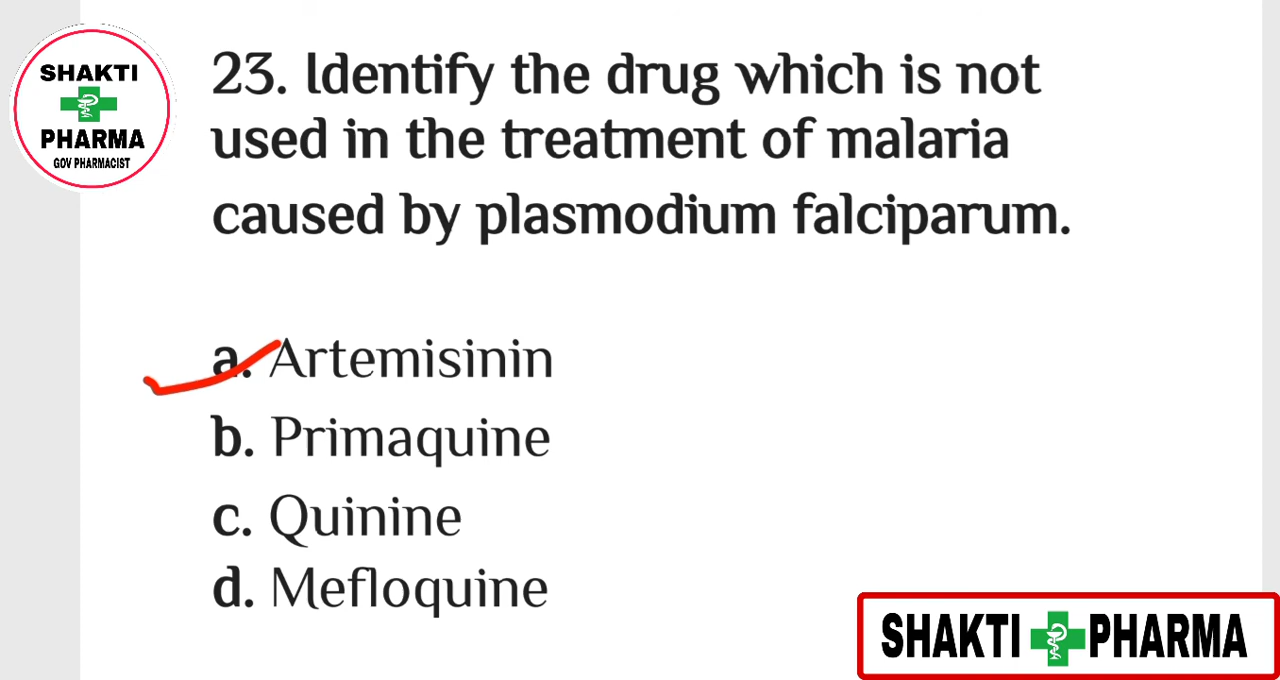 SHAKTI
PHARMA
GOV PHARMACIST
23. Identify the drug which is not
used in the treatment of malaria
caused by plasmodium falciparum.
a. Artemisinin
b. Primaquine
c. Quinine
d. Mefloquine
SHAKTI PHARMA